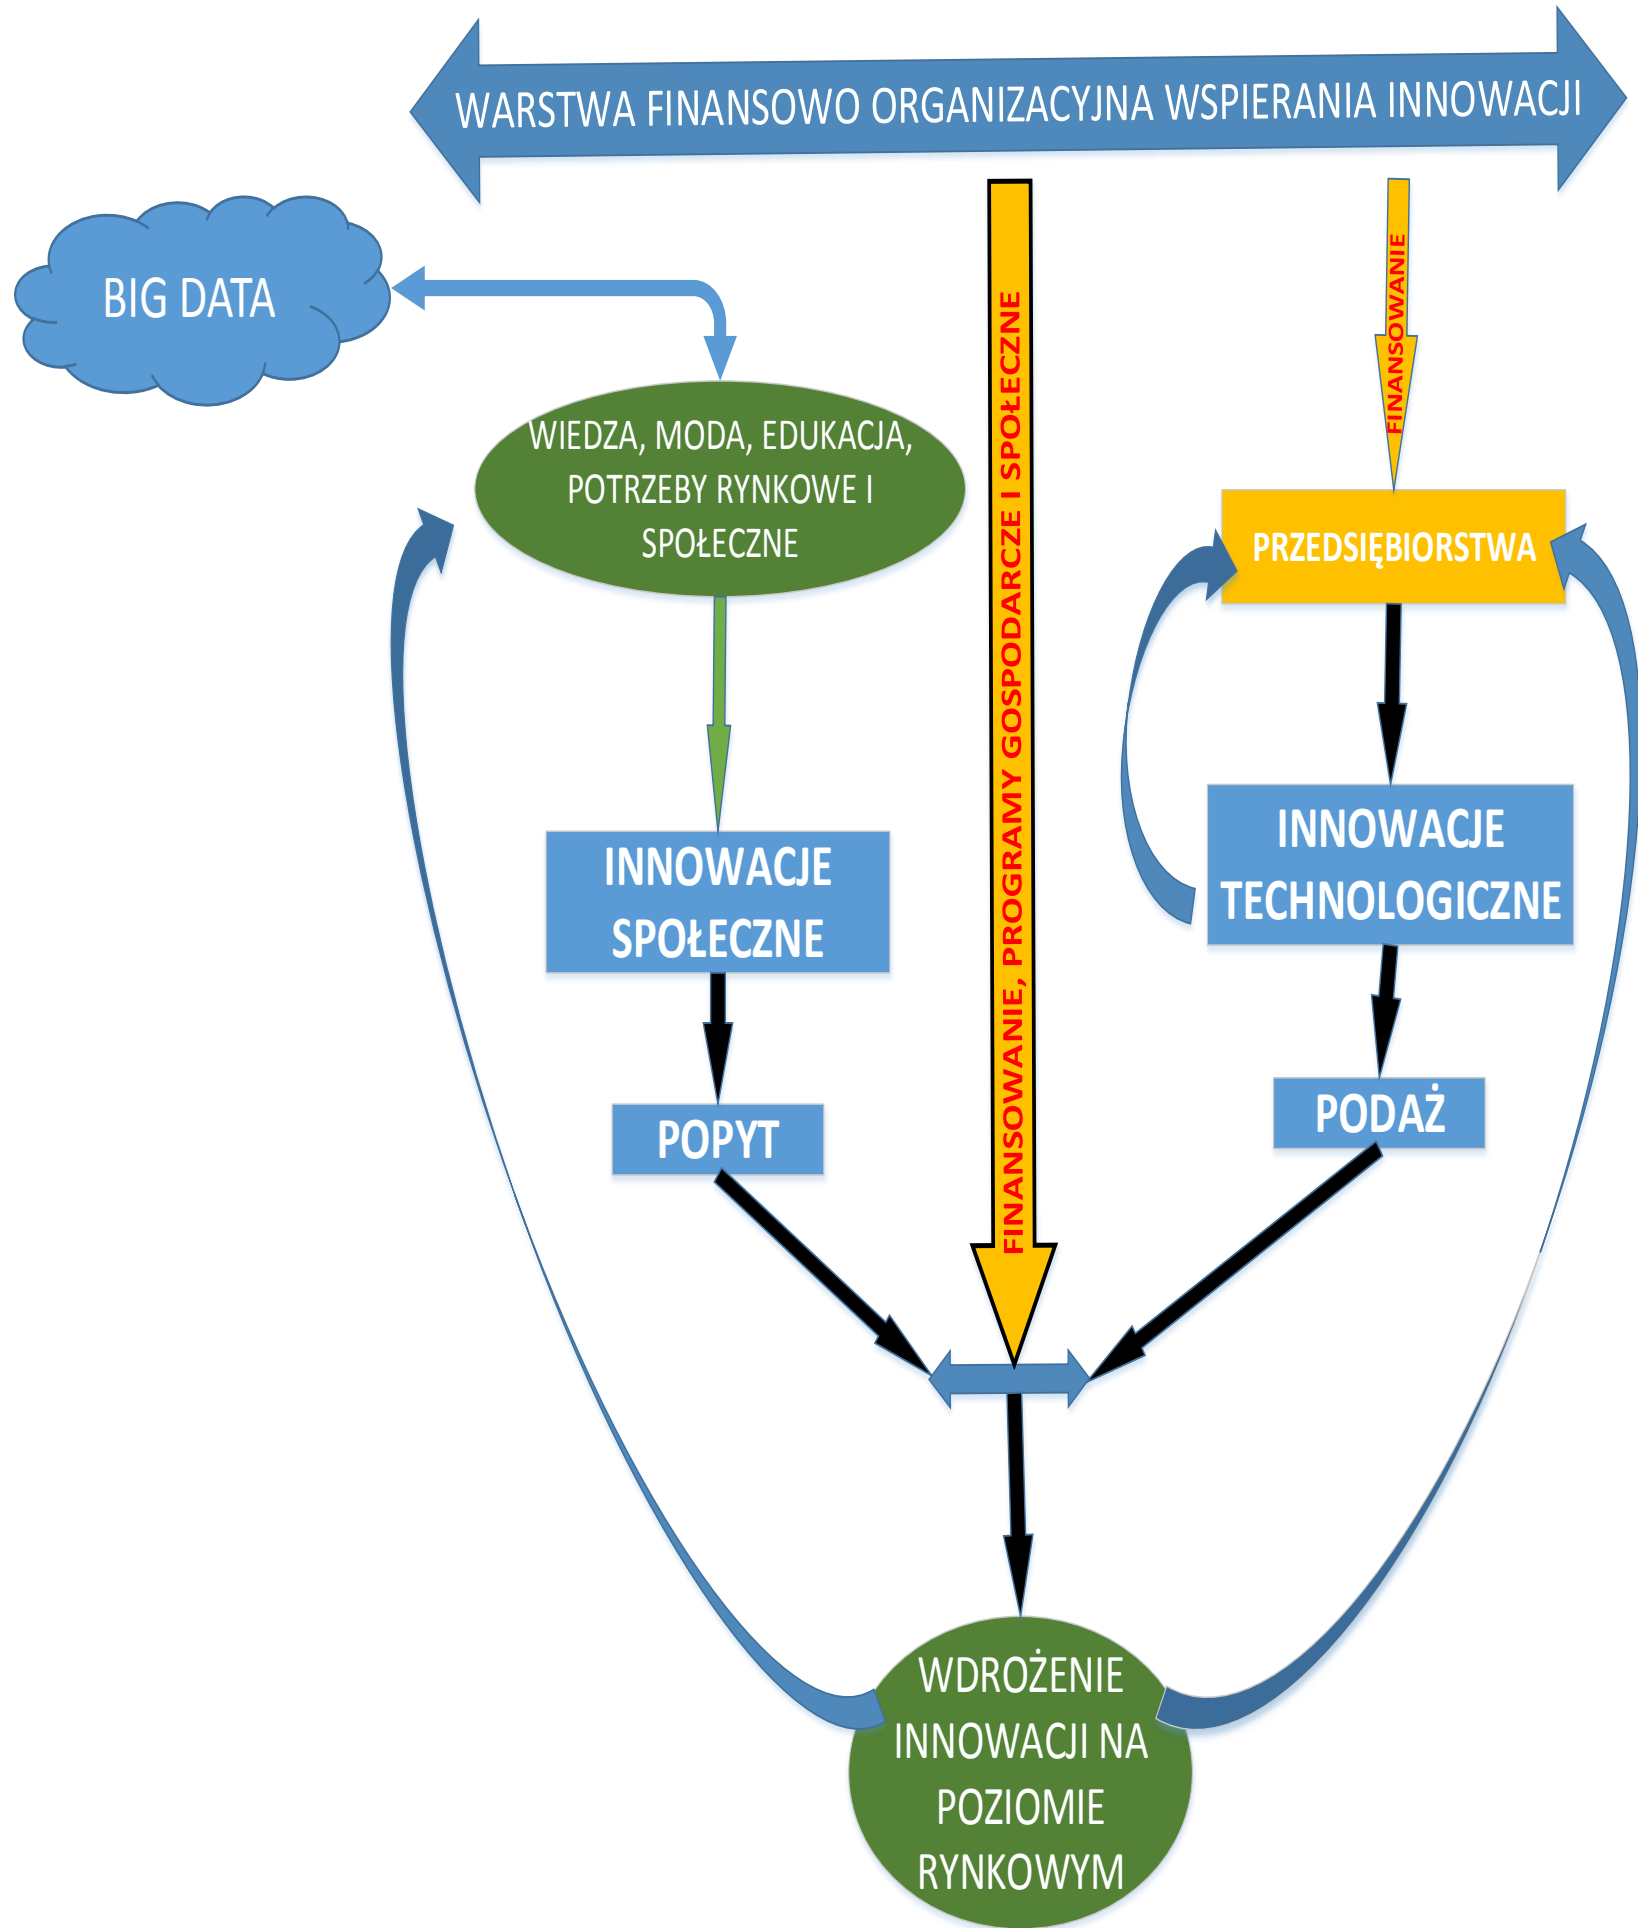 WARSTWA FINANSOWO ORGANIZACYJNA WSPIERANIA INNOWACJI
BIG DATA
FINANSOWANIE
WIEDZA, MODA, EDUKACJA,
POTRZEBY RYNKOWE I
SPOŁECZNE
FINANSOWANIE, PROGRAMY GOSPODARCZE I SPOŁECZNE
PRZEDSIĘBIORSTWA
INNOWACJE
SPOŁECZNE
INNOWACJE
TECHNOLOGICZNE
POPYT
PODAŻ
WDROŻENIE
INNOWACJI NA
POZIOMIE
RYNKOWYM